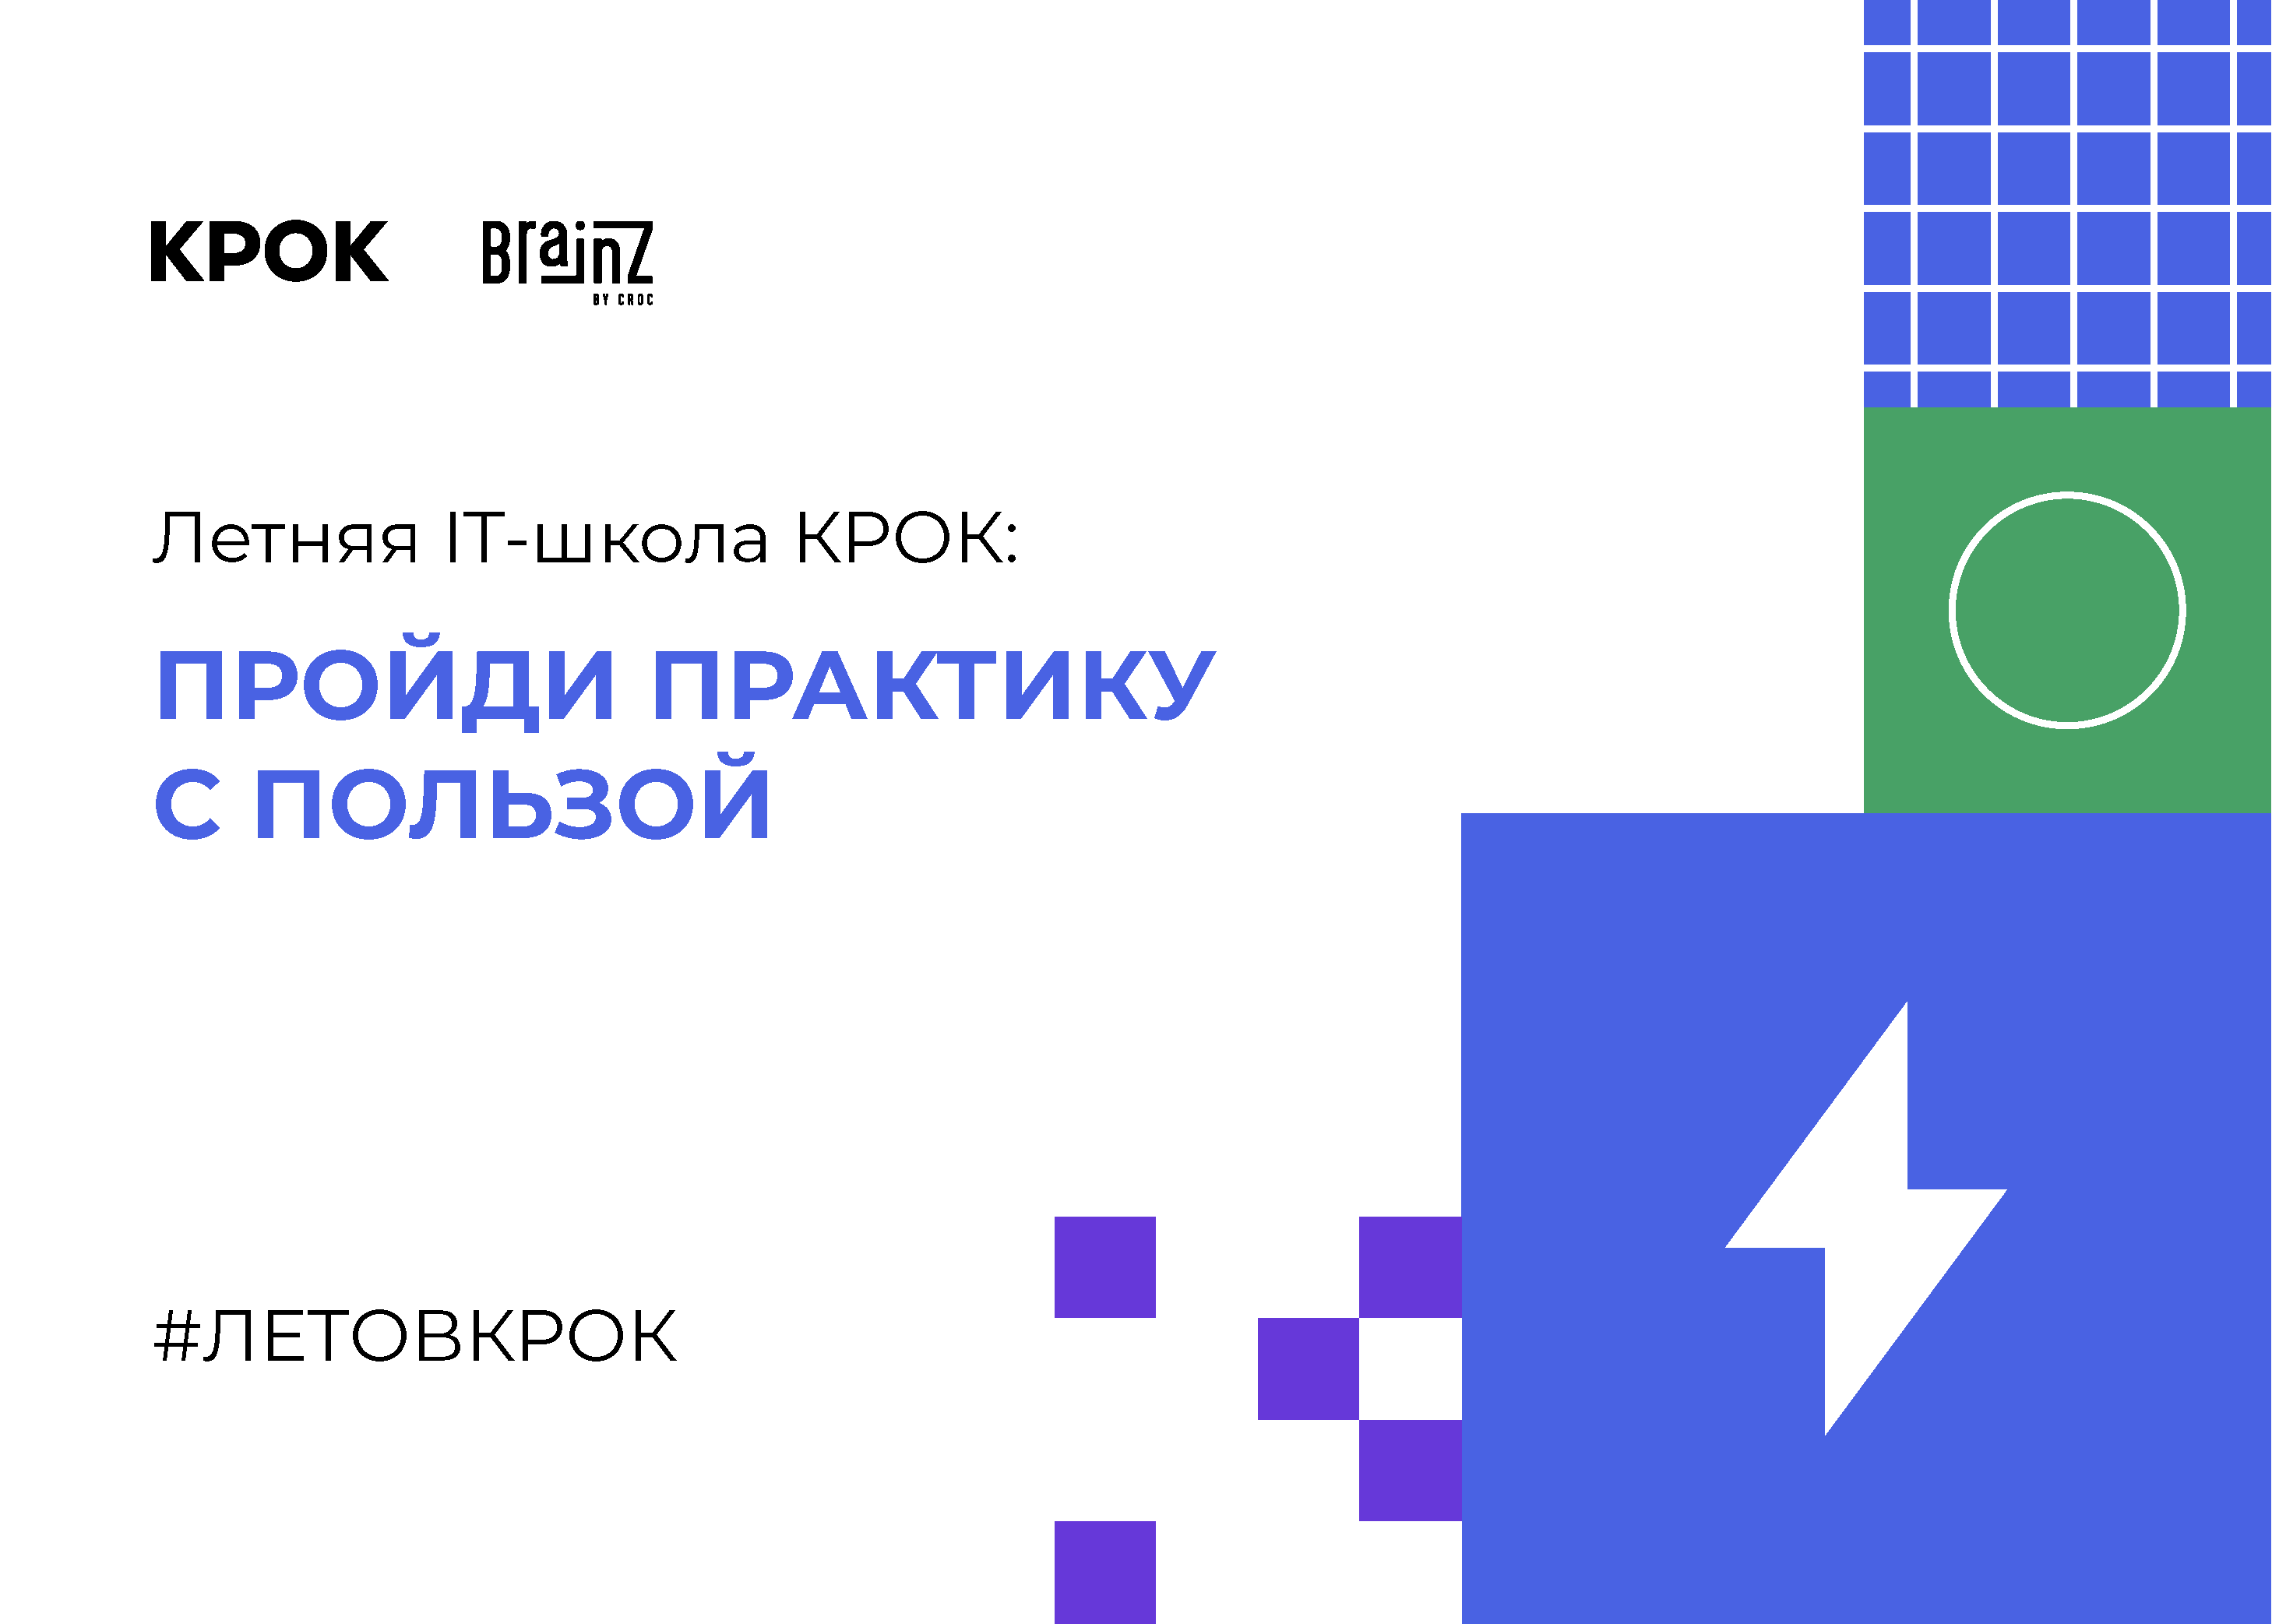 КРОК
Brainz
BY CROC
Летняя IT-школа КРОК:
ПРОЙДИ ПРАКТИКУ
С ПОЛЬЗОЙ
#ЛЕТОВКРОК